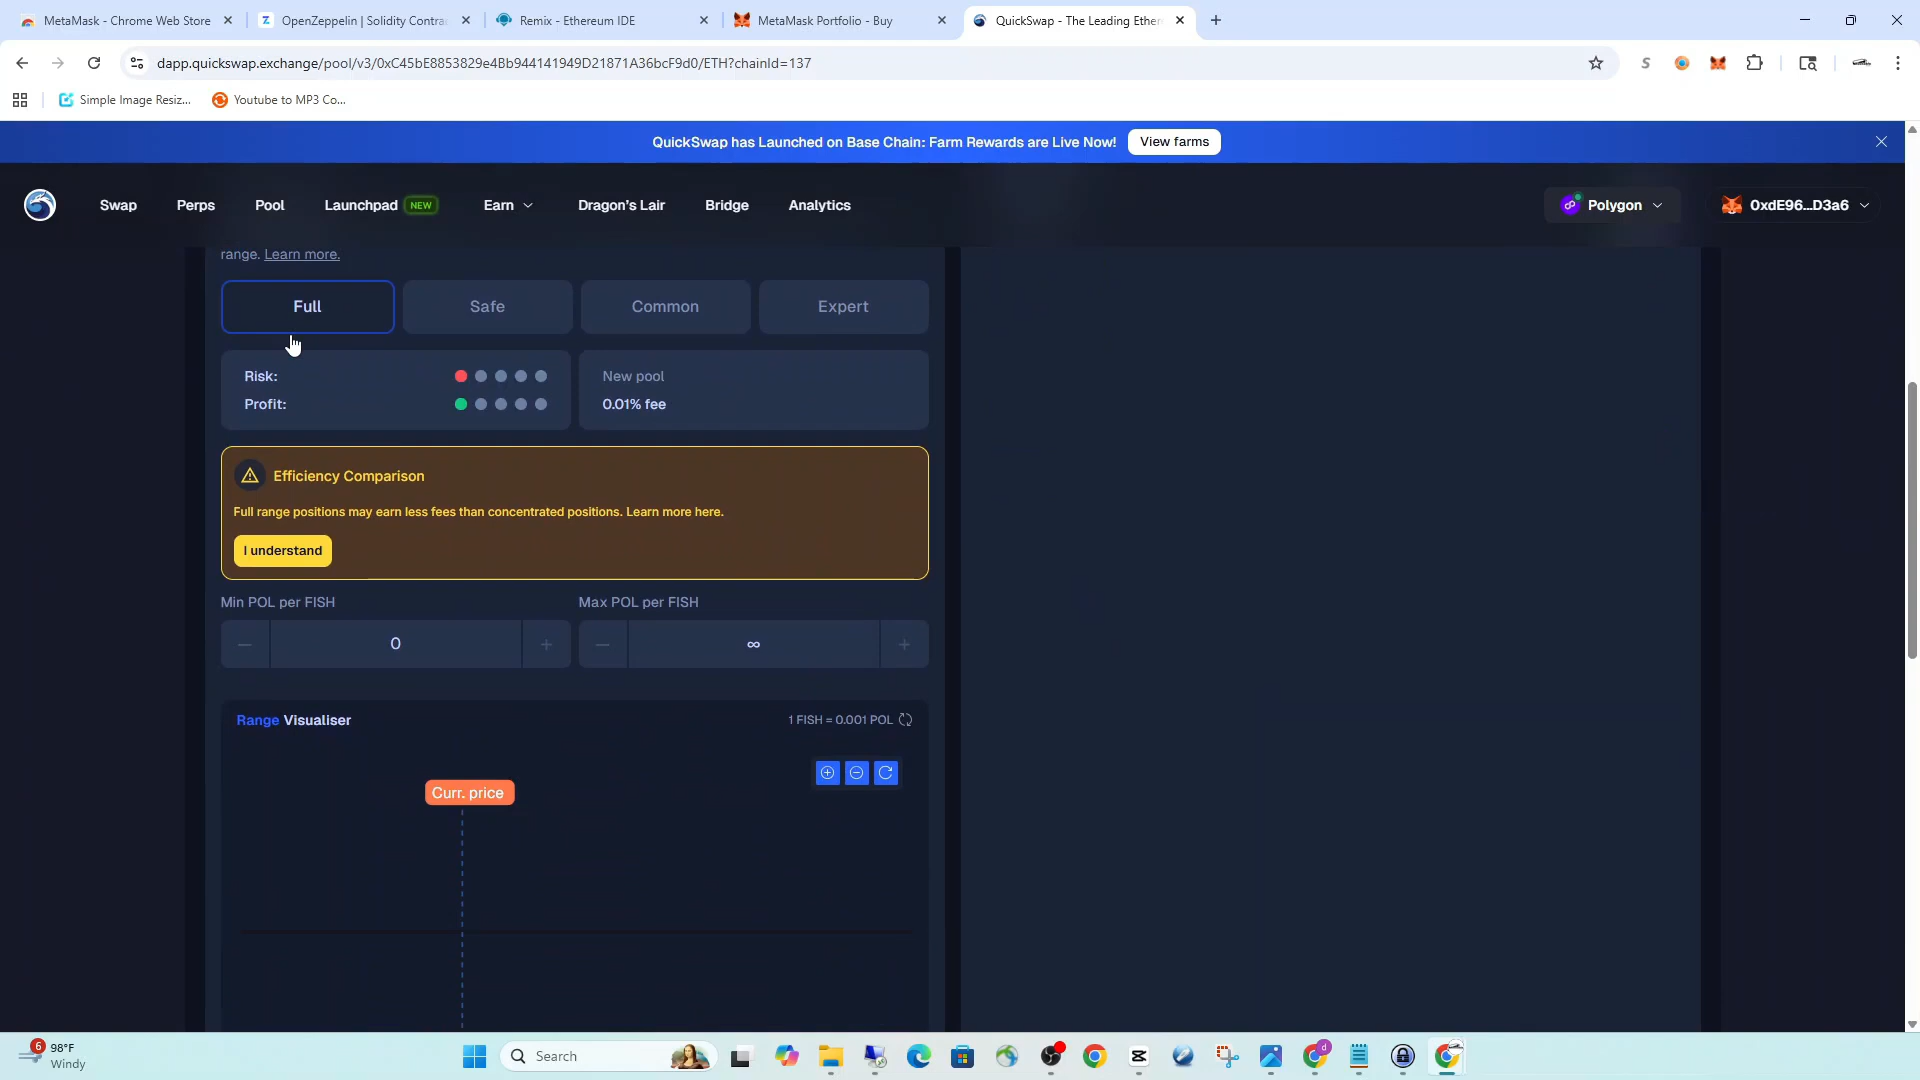 MetaMask - Chrome Web Store
OpenZeppelin | Solidity Contra
Remix - Ethereum IDE
MetaMask Portfolio - Buy
QuickSwap - The Leading Ether
dapp.quickswap.exchange/pool/v3/0xC45bE8853829e4Bb944141949D21871A36bcF9d0/ETH?chainId=137
Simple Image Resiz...
Youtube to MP3 Co...
QuickSwap has Launched on Base Chain: Farm Rewards are Live Now!
View farms
Swap
Perps
Pool
Launchpad
NEW
Earn
Dragon's Lair
Bridge
Analytics
Polygon
0xdE96...D3a6
range. Learn more.
Full
Safe
Common
Expert
Risk:
Profit:
New pool
0.01% fee
Efficiency Comparison
Full range positions may earn less fees than concentrated positions. Learn more here.
I understand
Min POL per FISH
Max POL per FISH
0
∞
Range Visualiser
1 FISH = 0.001 POL
Curr. price
6
98°F
Windy
Search
d